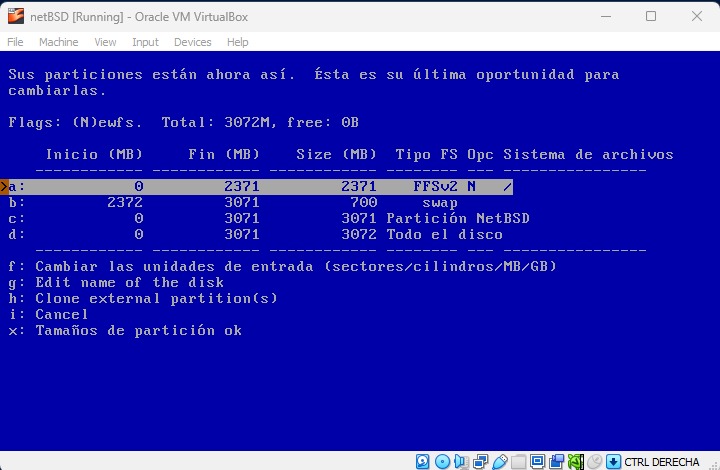 netBSD [Running] - Oracle VM VirtualBox
File Machine View Input Devices Help
Sus particiones están ahora así.  Ésta es su última oportunidad para
cambiarlas.
Flags: (N)ewfs.  Total: 3072M, free: 0B
Inicio (MB) Fin (MB) Size (MB) Tipo FS Opc Sistema de archivos
------------ ------------ ------------ -------- --- ----------------
>a: 0 2371 2371 FFSv2 N /
b: 2372 3071 700 swap
c: 0 3071 3071 Partición NetBSD
d: 0 3071 3072 Todo el disco
------------ ------------ ------------ -------- --- ----------------
f: Cambiar las unidades de entrada (sectores/cilindros/MB/GB)
g: Edit name of the disk
h: Clone external partition(s)
i: Cancel
x: Tamaños de partición ok
CTRL DERECHA